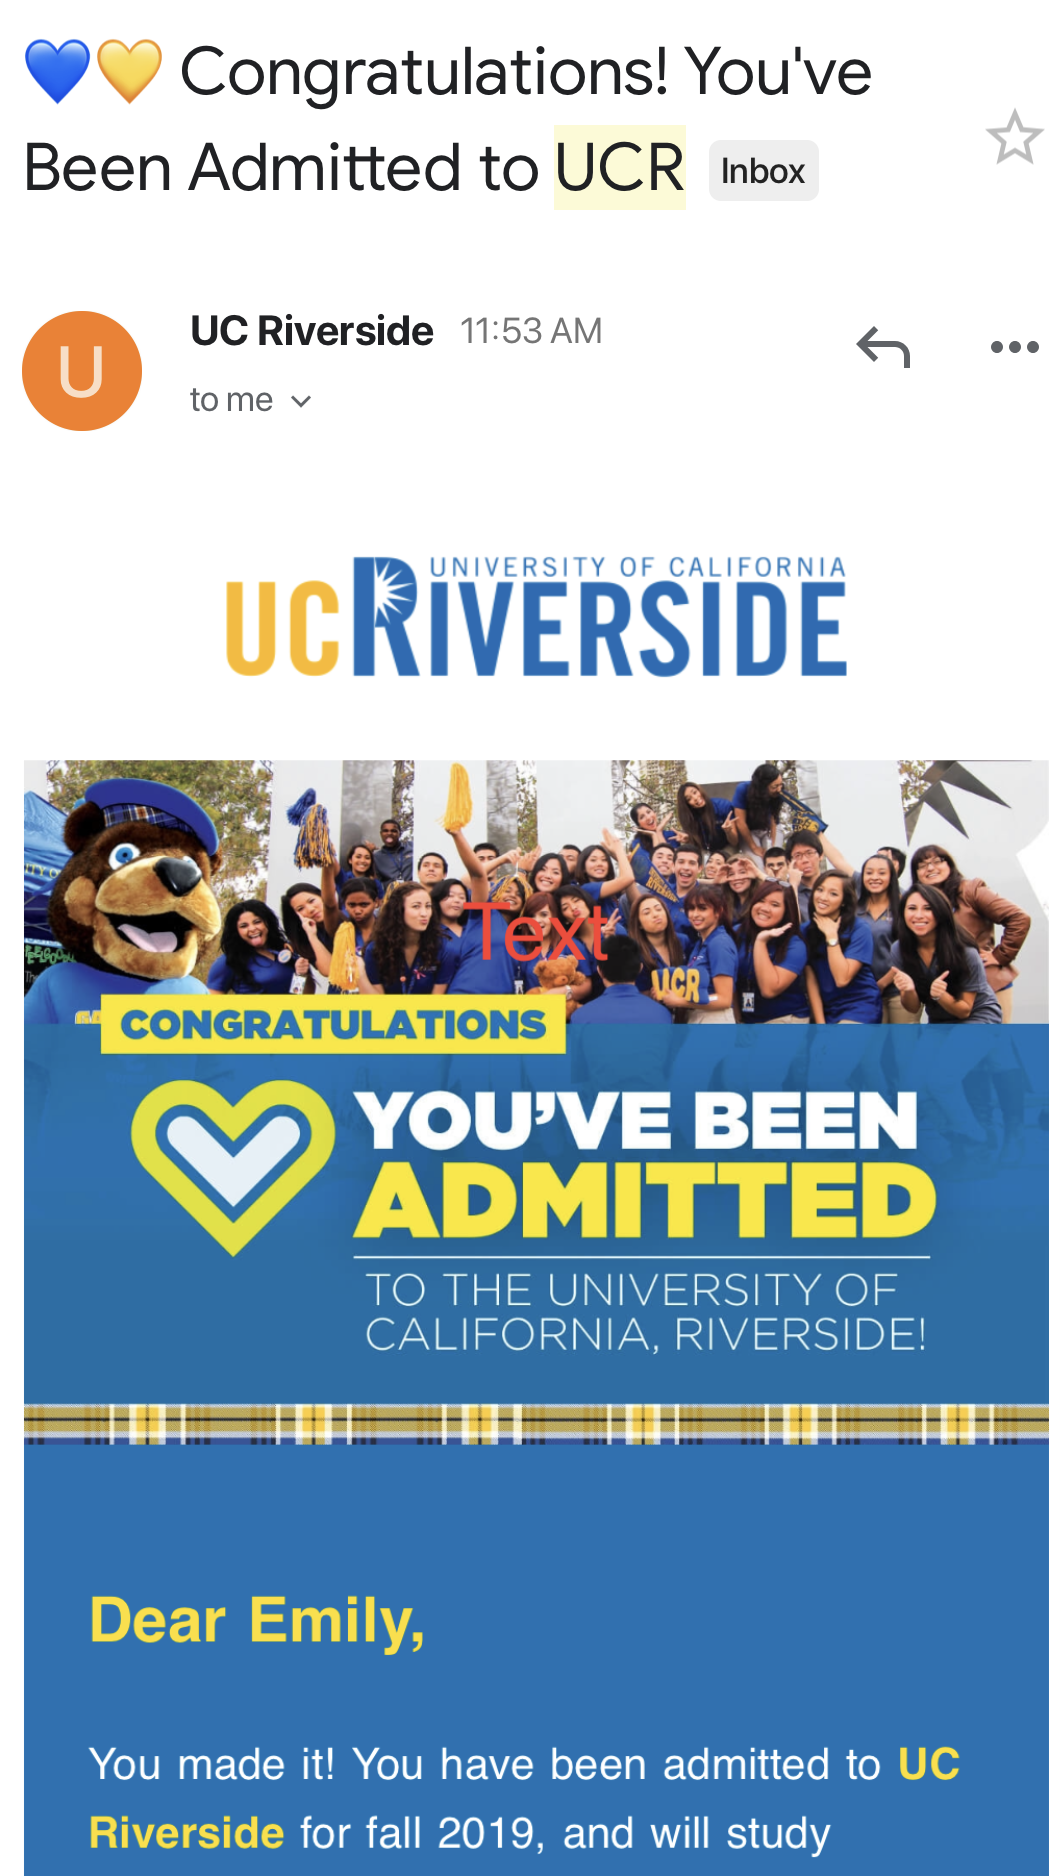 💙💛 Congratulations! You've
Been Admitted to UCR Inbox
U
UC Riverside 11:53 AM
to me
UNIVERSITY OF CALIFORNIA
UCRIVERSIDE
Text
UCR
CONGRATULATIONS
YOU'VE BEEN
ADMITTED
TO THE UNIVERSITY OF
CALIFORNIA, RIVERSIDE!
Dear Emily,
You made it! You have been admitted to UC
Riverside for fall 2019, and will study